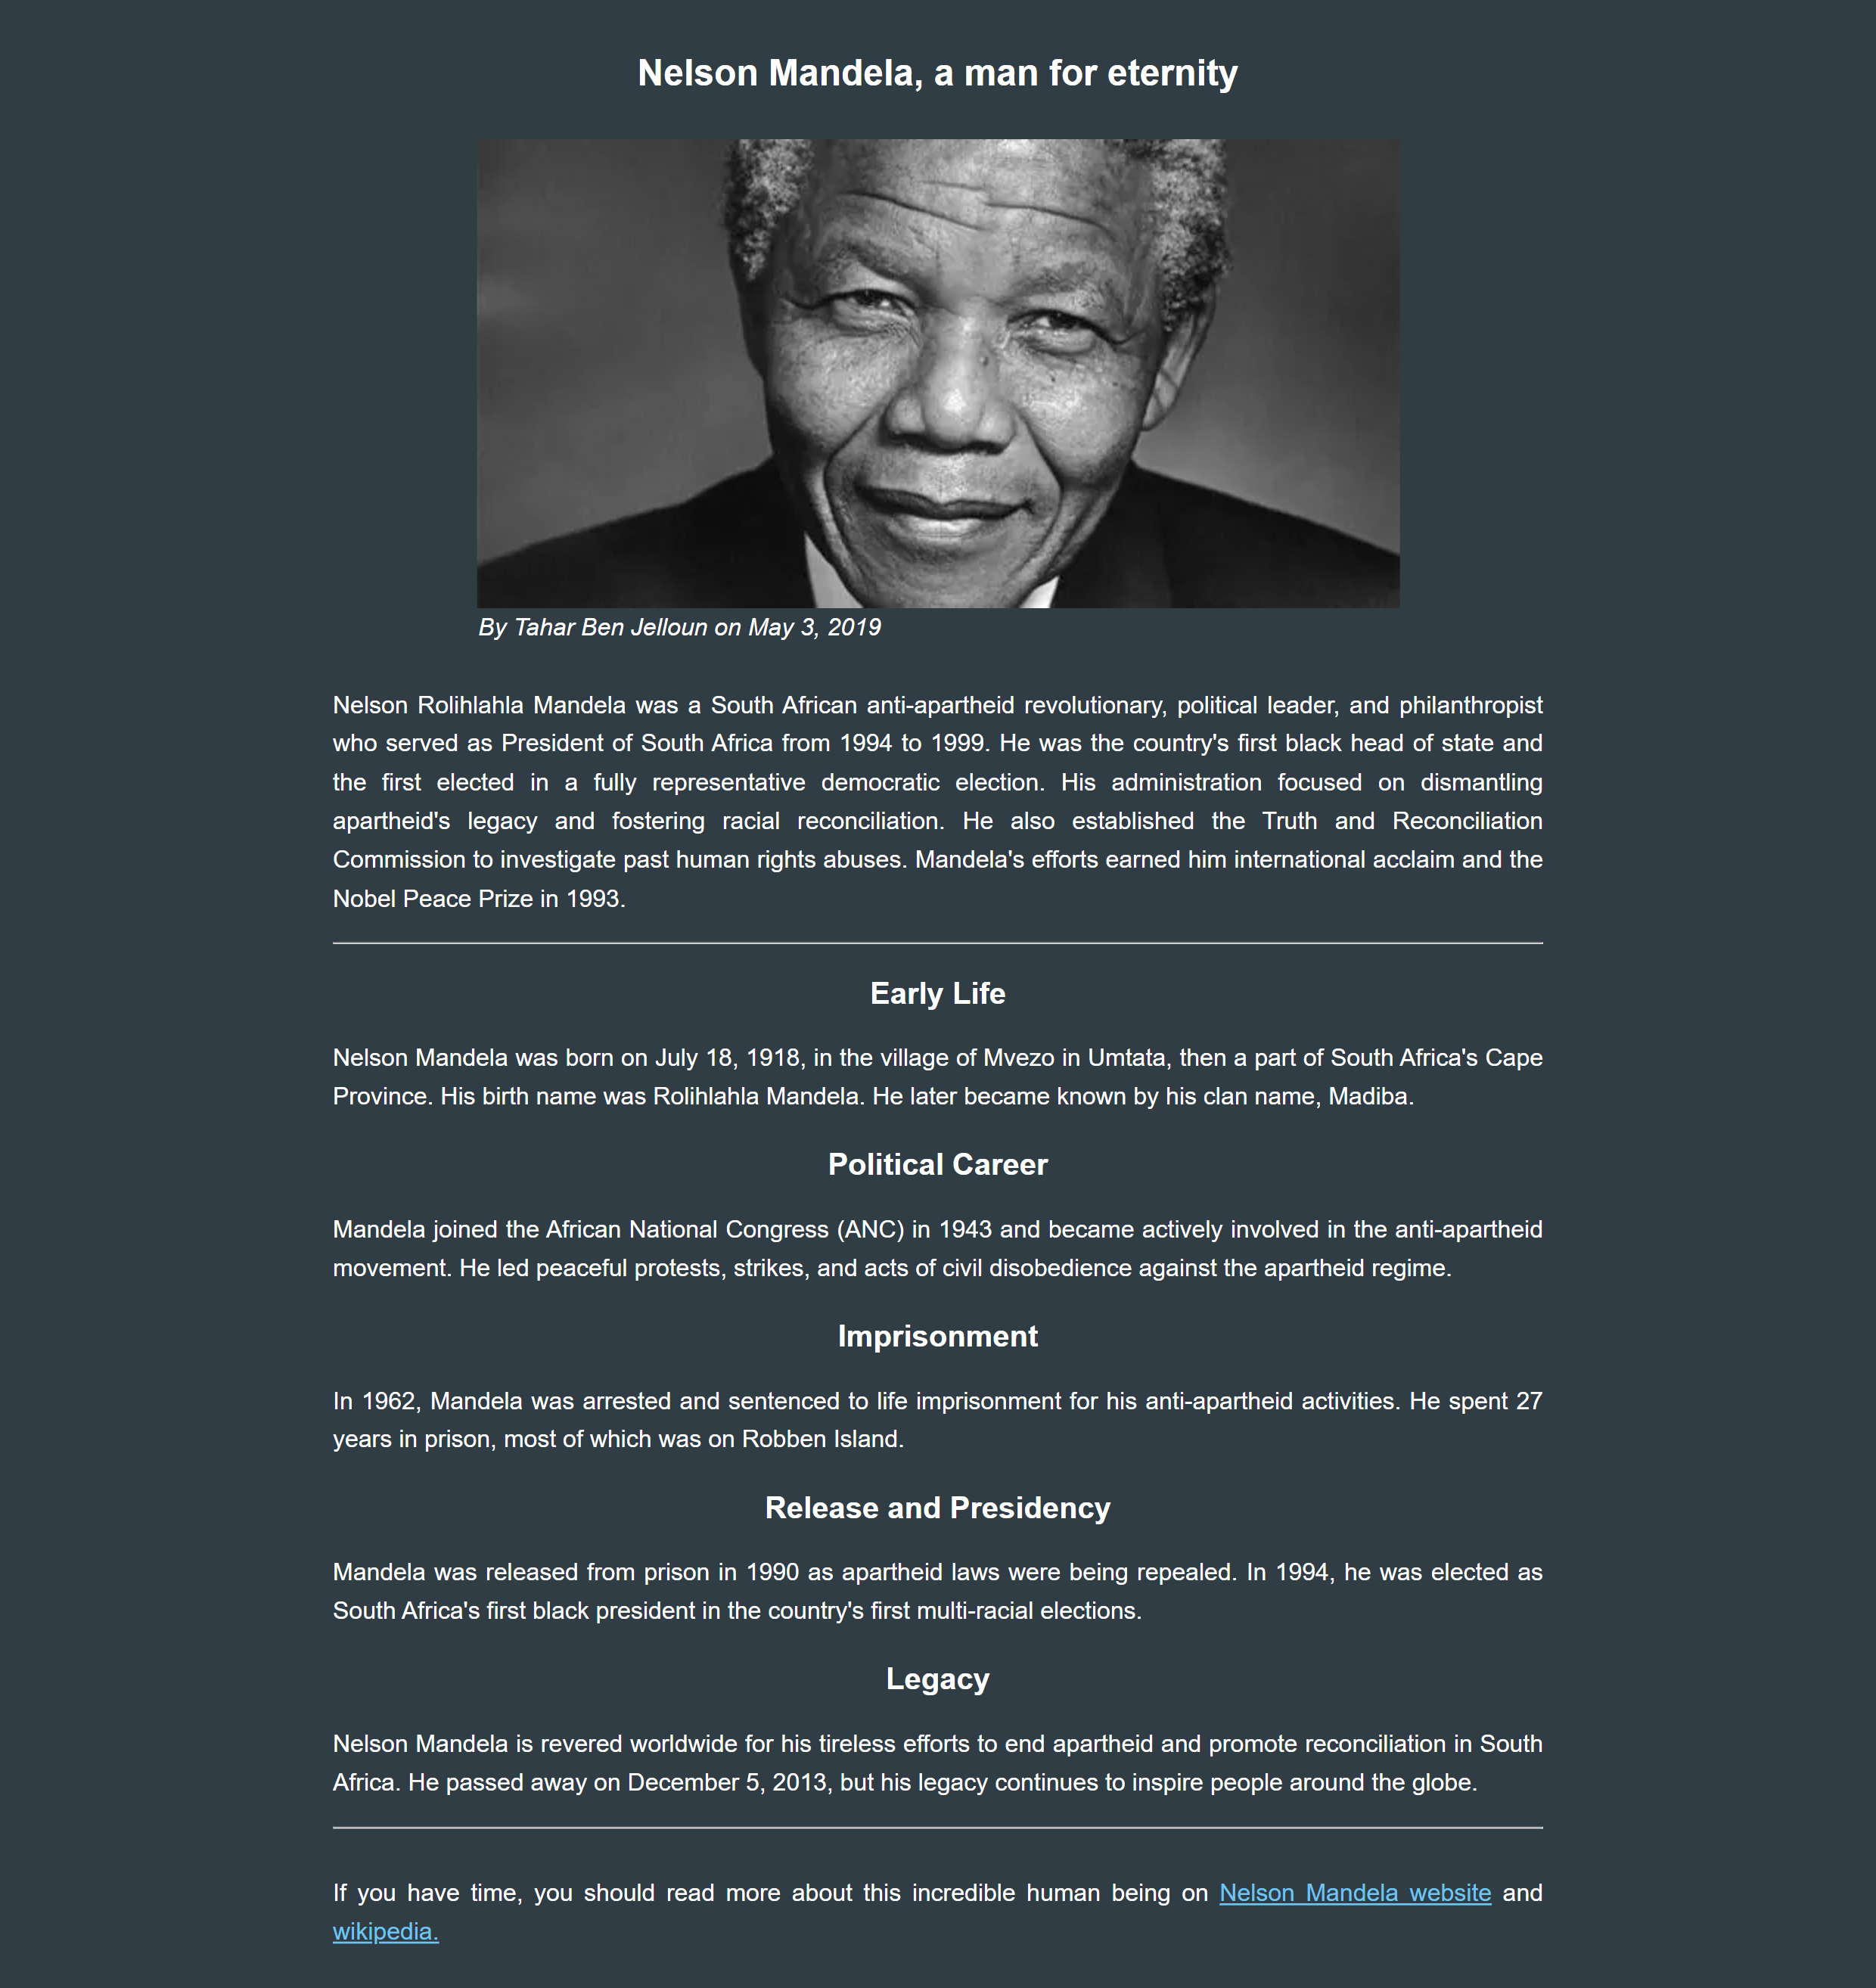 Nelson Mandela, a man for eternity
By Tahar Ben Jelloun on May 3, 2019
Nelson Rolihlahla Mandela was a South African anti-apartheid revolutionary, political leader, and philanthropist
who served as President of South Africa from 1994 to 1999. He was the country's first black head of state and
the first elected in a fully representative democratic election. His administration focused on dismantling
apartheid's legacy and fostering racial reconciliation. He also established the Truth and Reconciliation
Commission to investigate past human rights abuses. Mandela's efforts earned him international acclaim and the
Nobel Peace Prize in 1993.
Early Life
Nelson Mandela was born on July 18, 1918, in the village of Mvezo in Umtata, then a part of South Africa's Cape
Province. His birth name was Rolihlahla Mandela. He later became known by his clan name, Madiba.
Political Career
Mandela joined the African National Congress (ANC) in 1943 and became actively involved in the anti-apartheid
movement. He led peaceful protests, strikes, and acts of civil disobedience against the apartheid regime.
Imprisonment
In 1962, Mandela was arrested and sentenced to life imprisonment for his anti-apartheid activities. He spent 27
years in prison, most of which was on Robben Island.
Release and Presidency
Mandela was released from prison in 1990 as apartheid laws were being repealed. In 1994, he was elected as
South Africa's first black president in the country's first multi-racial elections.
Legacy
Nelson Mandela is revered worldwide for his tireless efforts to end apartheid and promote reconciliation in South
Africa. He passed away on December 5, 2013, but his legacy continues to inspire people around the globe.
If you have time, you should read more about this incredible human being on Nelson Mandela website and
wikipedia.